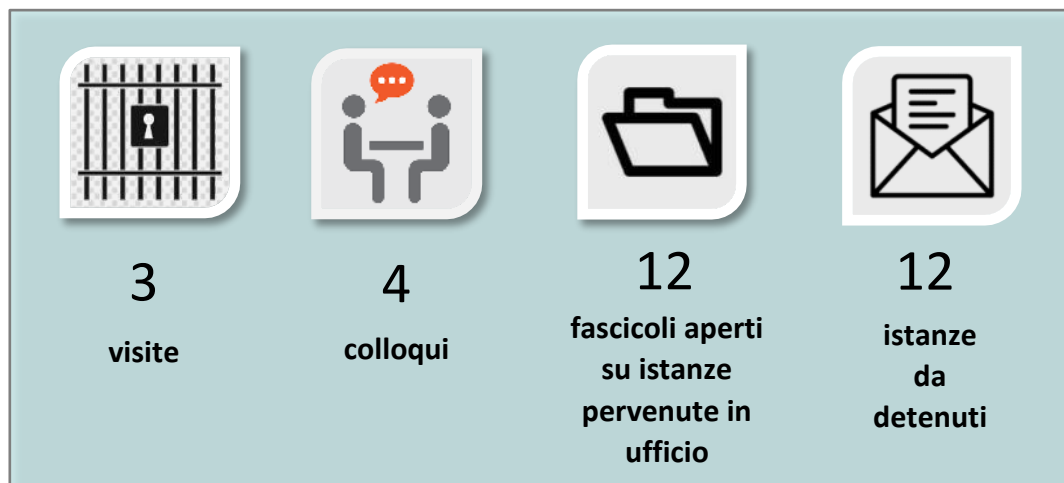 3
visite
4
colloqui
12
fascicoli aperti
su istanze
pervenute in
ufficio
12
istanze
da
detenuti